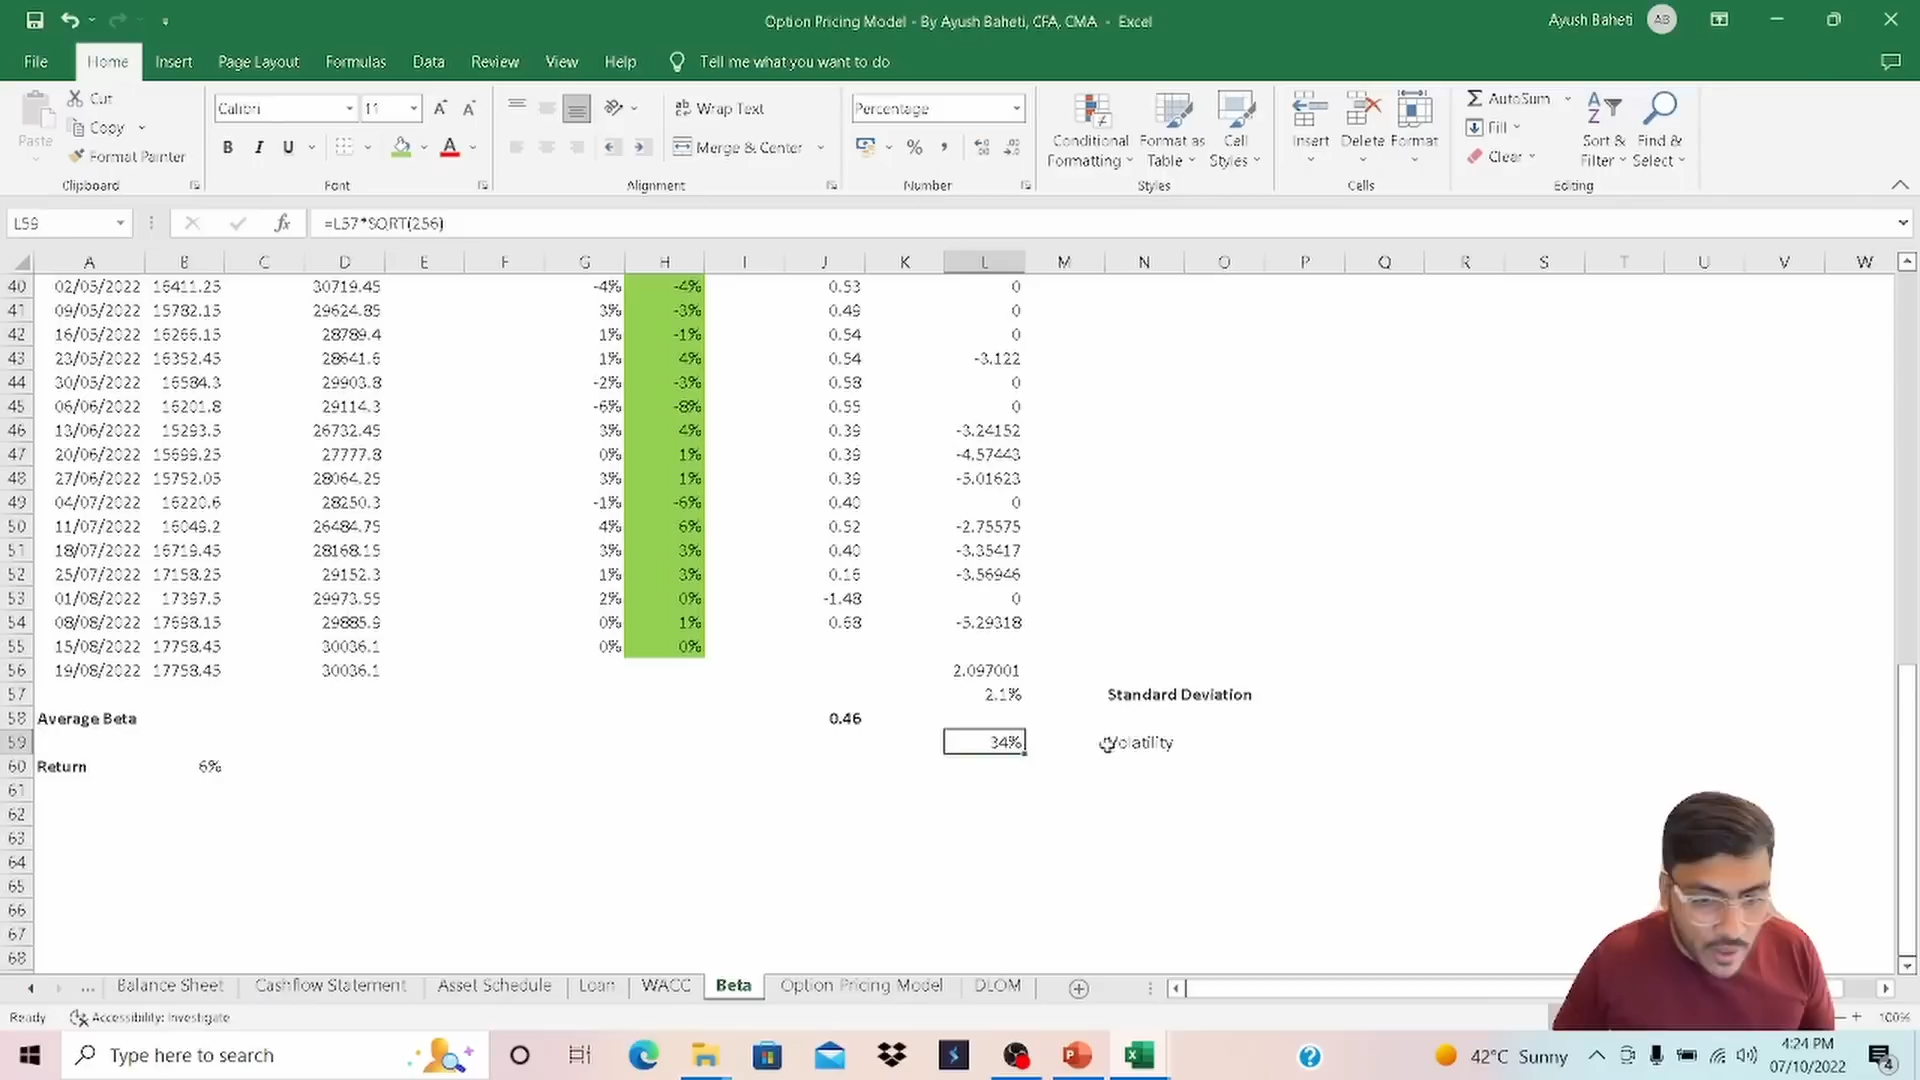 Option Pricing Model - By Ayush Baheti, CFA, CMA - Excel
Ayush Baheti AB
File Home Insert Page Layout Formulas Data Review View Help Tell me what you want to do
Paste
Cut
Copy
Format Painter
Clipboard
Calibri 11
B I U
Font
Wrap Text
Merge & Center
Alignment
Percentage
Number
Conditional Formatting
Format as Table
Cell Styles
Styles
Insert Delete Format
Cells
AutoSum
Fill
Clear
Sort & Filter
Find & Select
Editing
L59 fx =L57*SQRT(256)
A B C D E F G H I J K L M N O P Q R S T U V W
40 02/05/2022 16411.25 30719.45 -4% -4% 0.53 0
41 09/05/2022 15782.15 29624.85 3% -3% 0.49 0
42 16/05/2022 16266.15 28789.4 1% -1% 0.54 0
43 23/05/2022 16352.45 28641.6 1% 4% 0.54 -3.122
44 30/05/2022 16584.3 29903.8 -2% -3% 0.58 0
45 06/06/2022 16201.8 29114.3 -6% -8% 0.55 0
46 13/06/2022 15293.5 26732.45 3% 4% 0.39 -3.24152
47 20/06/2022 15699.25 27777.8 0% 1% 0.39 -4.57443
48 27/06/2022 15752.05 28064.25 3% 1% 0.39 -5.01623
49 04/07/2022 16220.6 28250.3 -1% -6% 0.40 0
50 11/07/2022 16049.2 26484.75 4% 6% 0.52 -2.75575
51 18/07/2022 16719.45 28168.15 3% 3% 0.40 -3.35417
52 25/07/2022 17158.25 29152.3 1% 3% 0.16 -3.56946
53 01/08/2022 17397.5 29973.55 2% 0% -1.48 0
54 08/08/2022 17698.15 29885.9 0% 1% 0.68 -5.29318
55 15/08/2022 17758.45 30036.1 0% 0%
56 19/08/2022 17758.45 30036.1 2.097001
57 2.1% Standard Deviation
58 Average Beta 0.46
59 34% Volatility
60 Return 6%
61
62
63
64
65
66
67
68
... Balance Sheet Cashflow Statement Asset Schedule Loan WACC Beta Option Pricing Model DLOM
Ready Accessibility: Investigate 100%
Type here to search
42°C Sunny
4:24 PM
07/10/2022
4